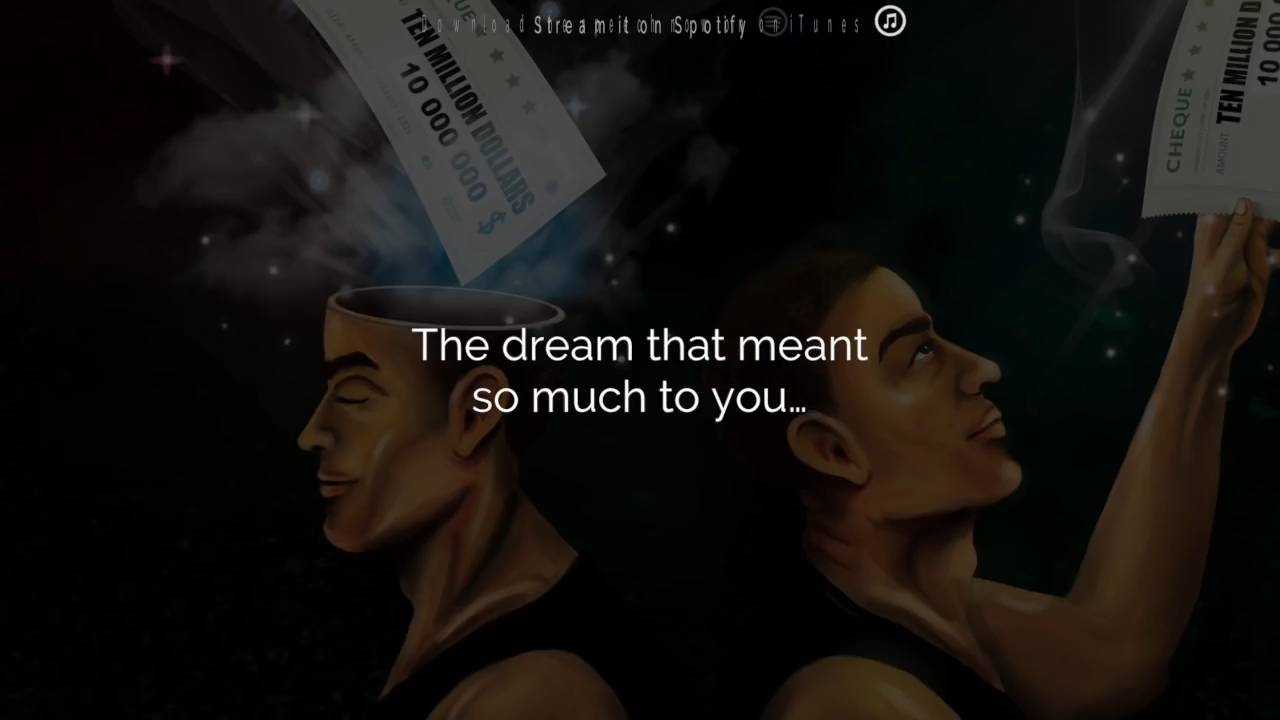 Stream it on Spotify
TEN MILLION DOLLARS
10 000 000 $
CHEQUE
AMOUNT
TEN MILLION D
10 000
The dream that meant
so much to you…